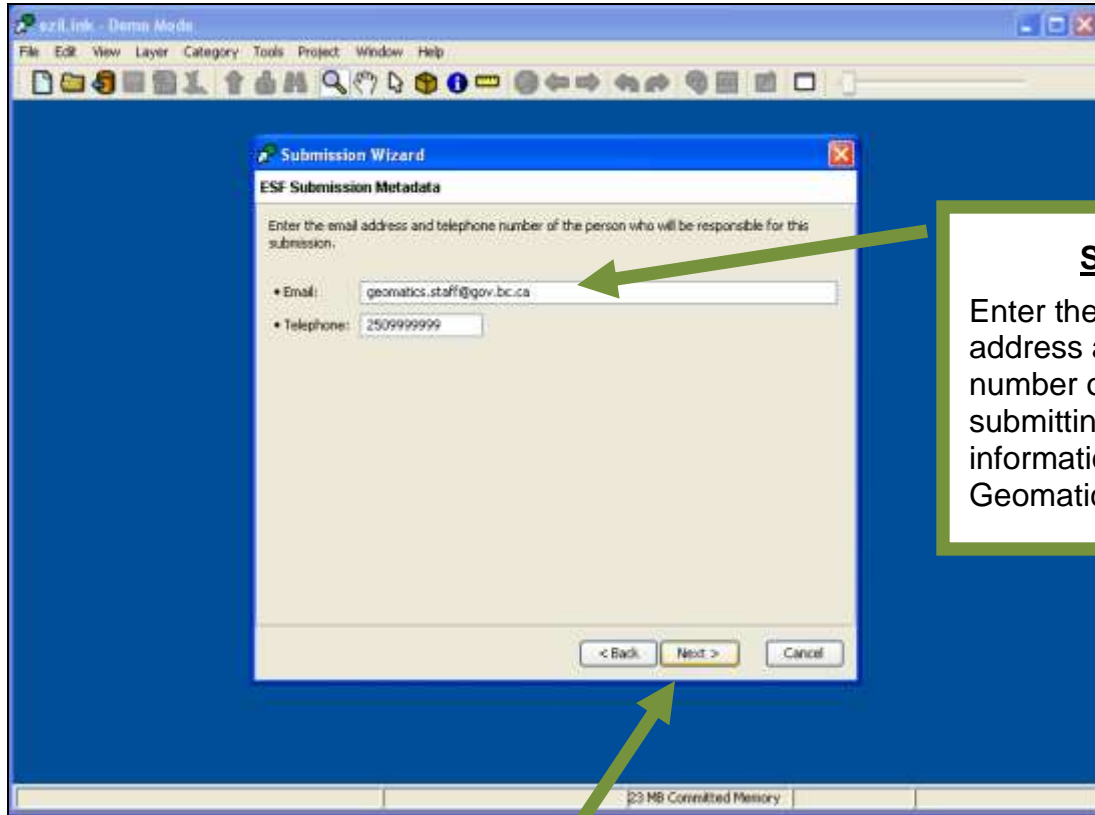 eziLink - Demo Mode
File Edit View Layer Category Tools Project Window Help
Submission Wizard
ESF Submission Metadata
Enter the email address and telephone number of the person who will be responsible for this
submission.
• Email: geomatics.staff@gov.bc.ca
• Telephone: 2509999999
< Back Next > Cancel
S
Enter the
address a
number o
submittin
informatio
Geomatic
23 MB Committed Memory